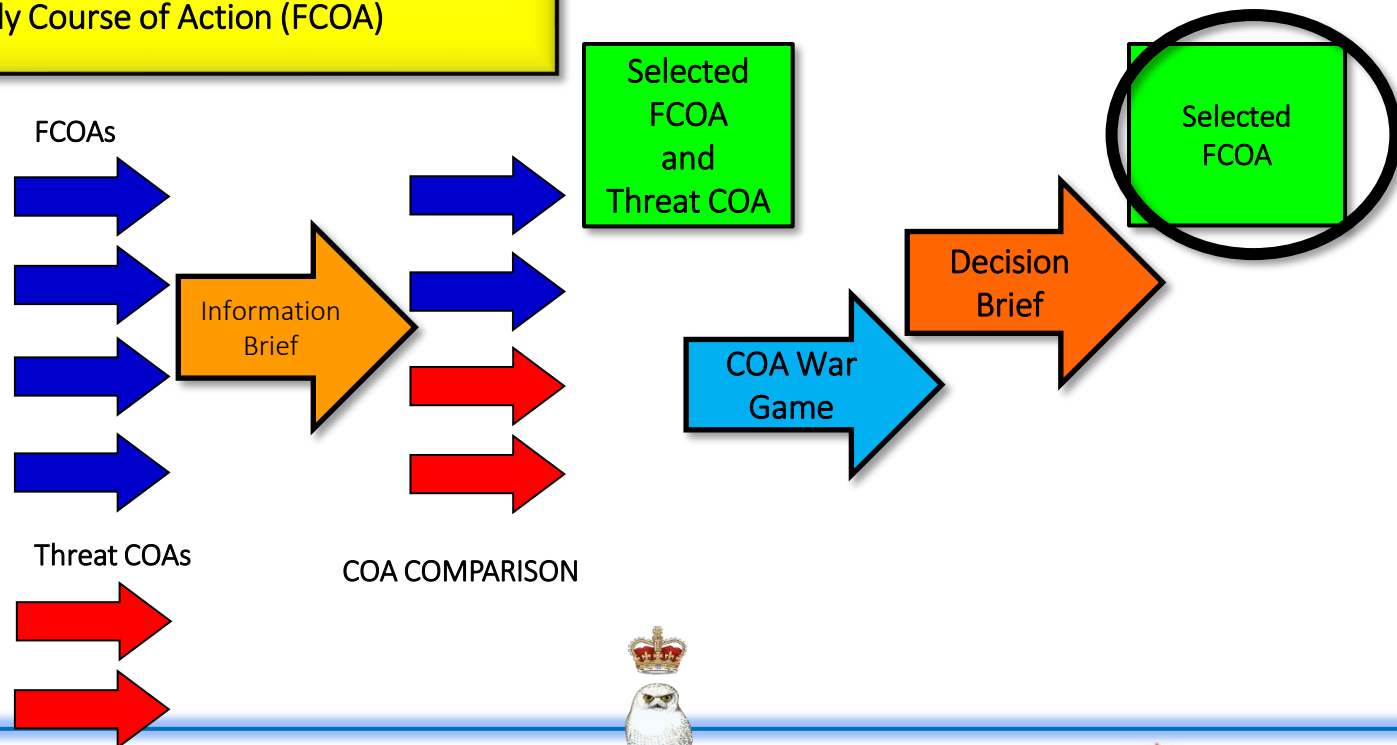 ly Course of Action (FCOA)
FCOAs
Information
Brief
Threat COAs
COA COMPARISON
Selected
FCOA
and
Threat COA
COA War
Game
Decision
Brief
Selected
FCOA